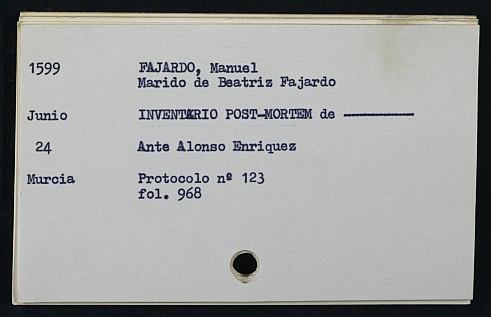 1599 FAJARDO, Manuel
Marido de Beatriz Fajardo
Junio INVENTARIO POST-MORTEM de ————
24 Ante Alonso Enriquez
Murcia Protocolo nº 123
fol. 968